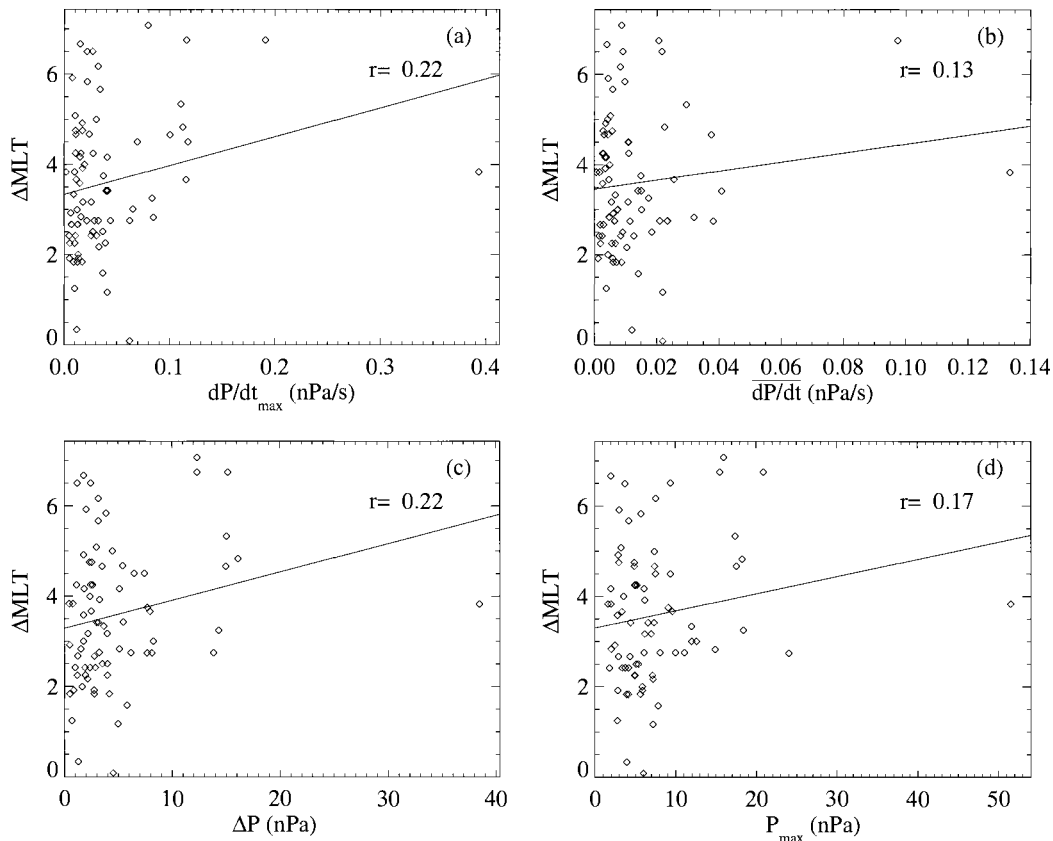 (a)
r= 0.22
ΔMLT
6
4
2
0
0.0 0.1 0.2 0.3 0.4
dP/dt_max (nPa/s)
(b)
r= 0.13
ΔMLT
6
4
2
0
0.00 0.02 0.04 0.06 0.08 0.10 0.12 0.14
dP/dt (nPa/s)
(c)
r= 0.22
ΔMLT
6
4
2
0
0 10 20 30 40
ΔP (nPa)
(d)
r= 0.17
ΔMLT
6
4
2
0
0 10 20 30 40 50
P_max (nPa)